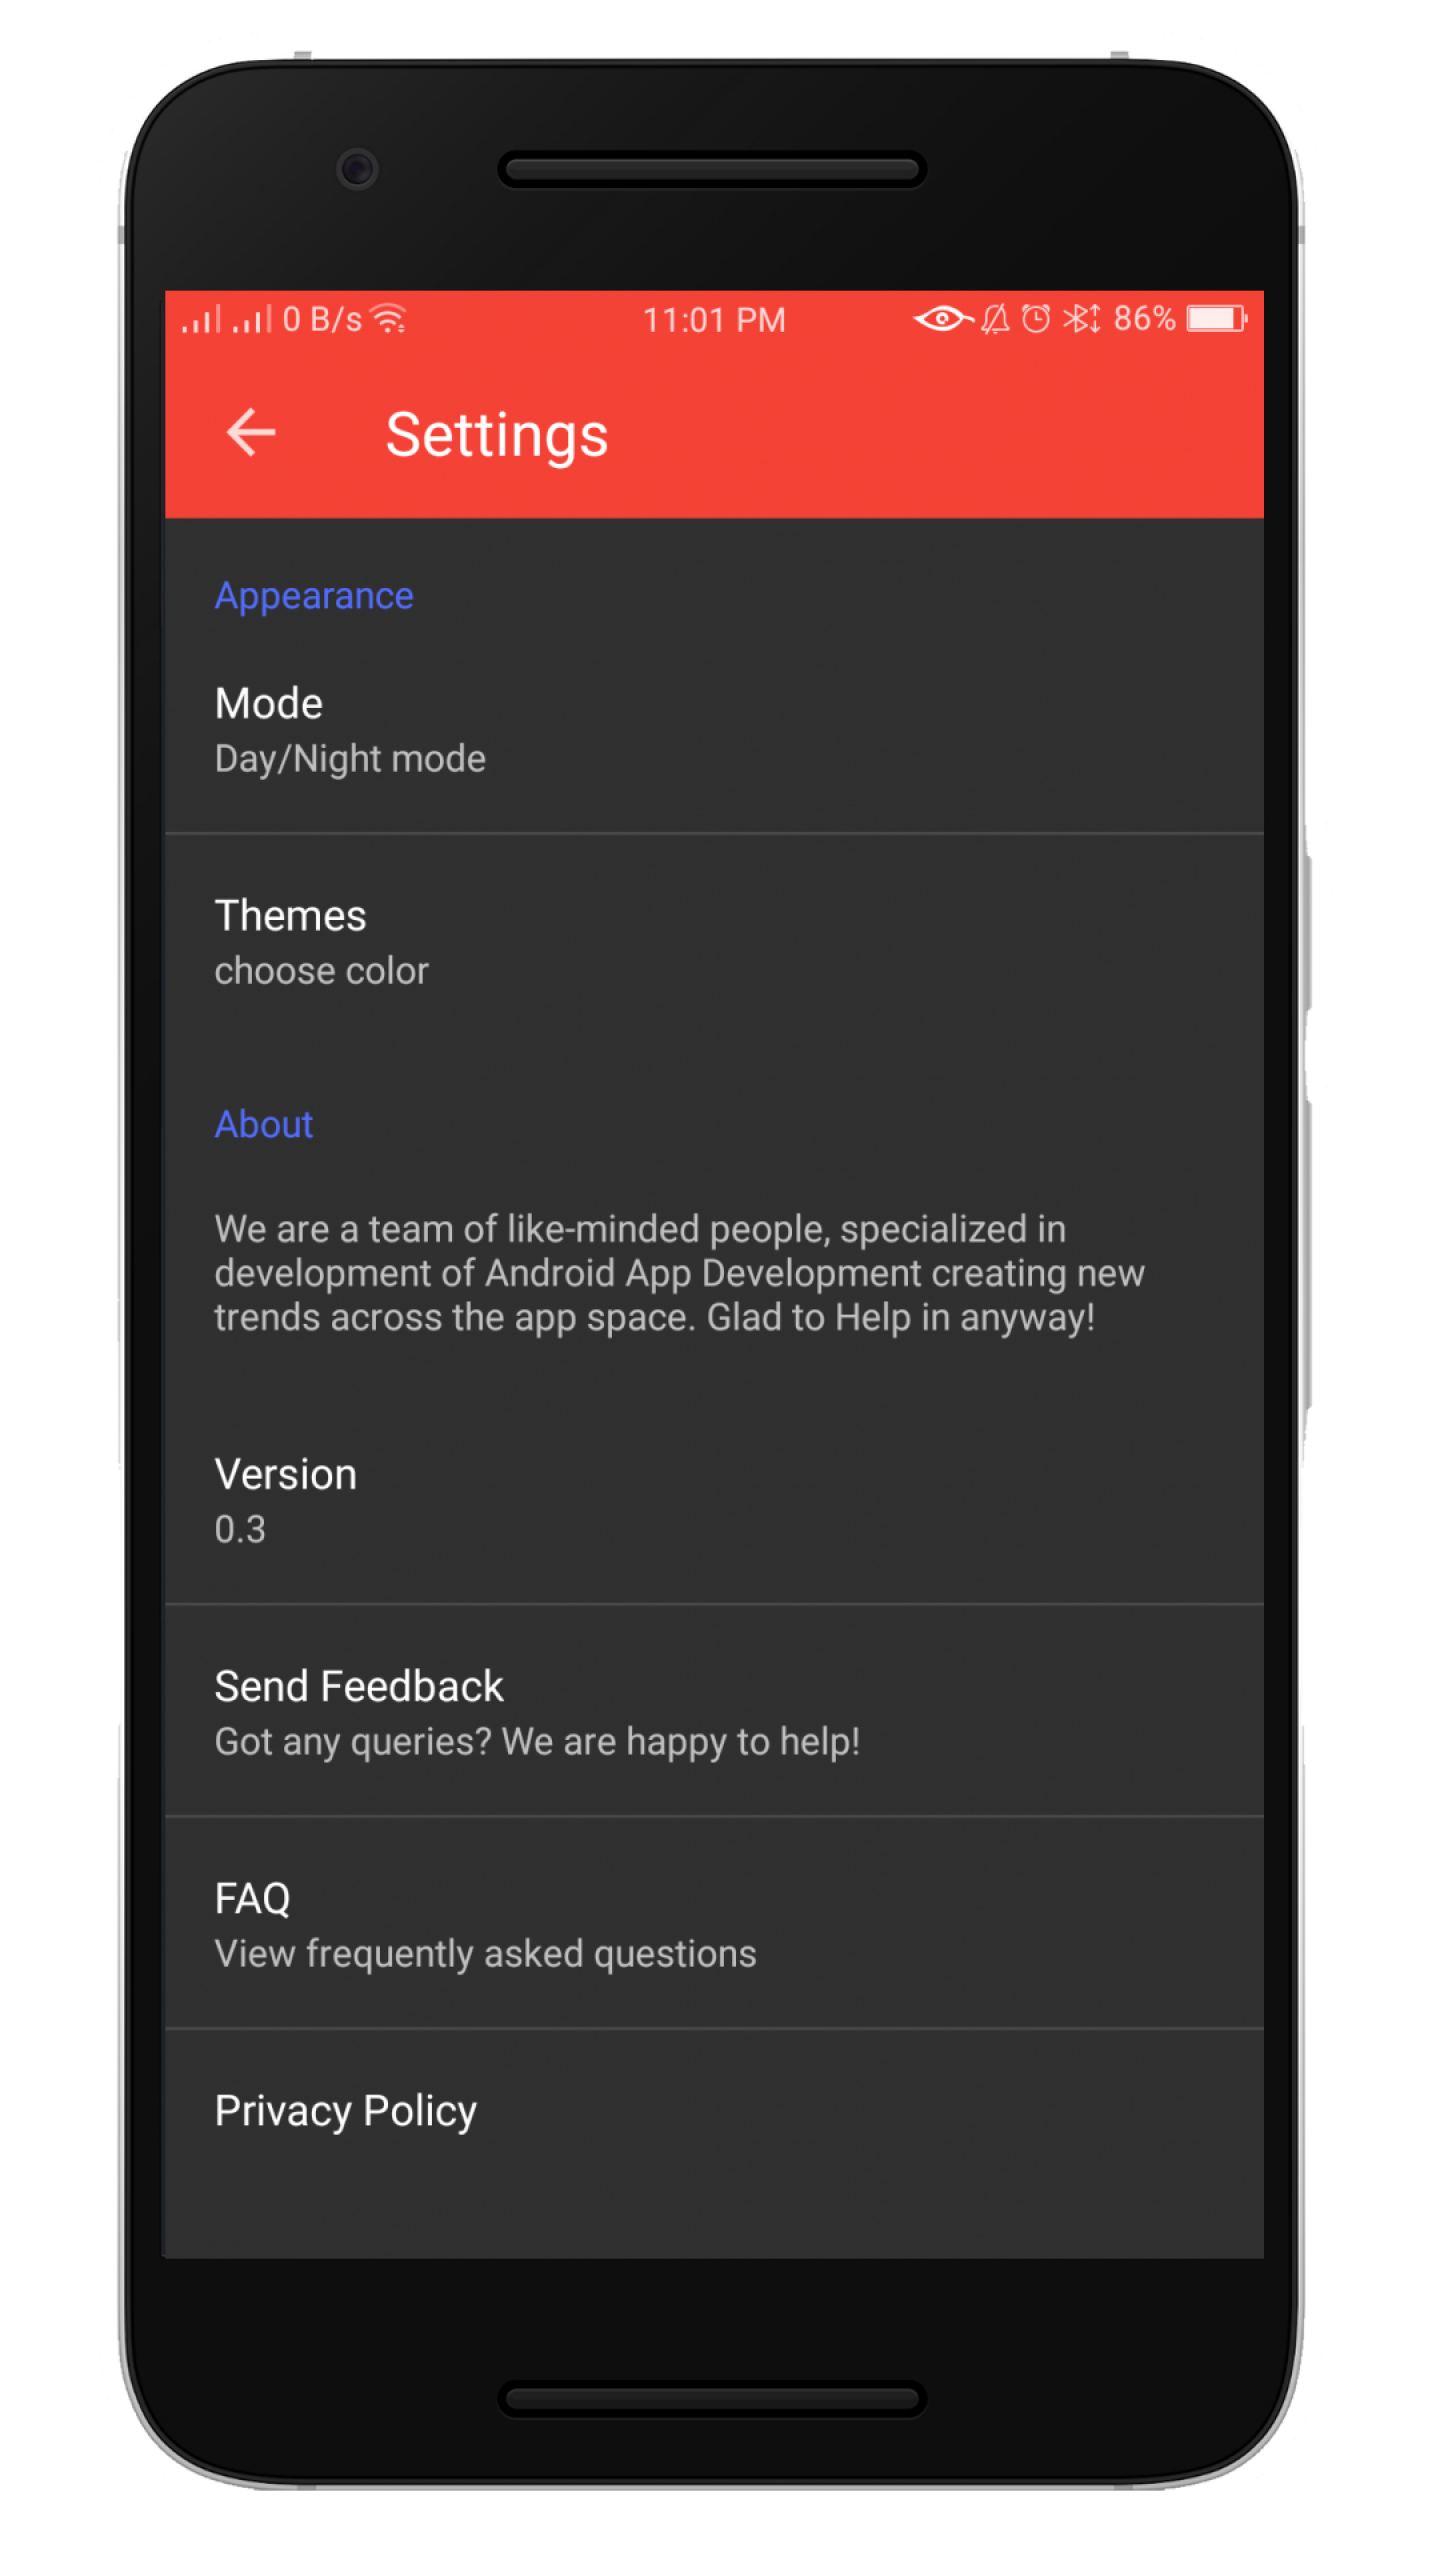 0 B/s 11:01 PM 86%
Settings
Appearance
Mode
Day/Night mode
Themes
choose color
About
We are a team of like-minded people, specialized in
development of Android App Development creating new
trends across the app space. Glad to Help in anyway!
Version
0.3
Send Feedback
Got any queries? We are happy to help!
FAQ
View frequently asked questions
Privacy Policy